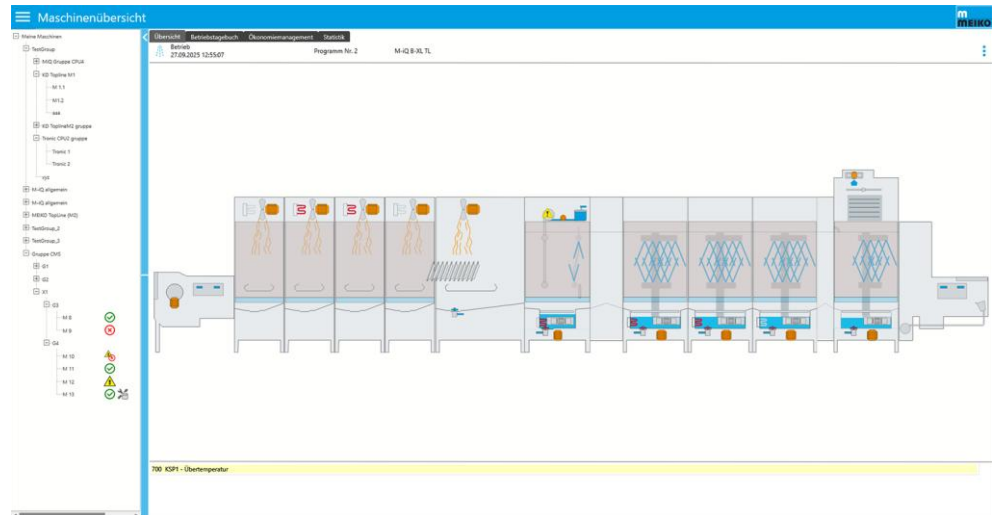 Maschinenübersicht
m
MEIKO
Meine Maschinen
TestGroup
MiQ Gruppe CPU4
KD Topline M1
M 1.1
M1.2
KD ToplineM2 gruppe
Tronic CPU2 gruppe
Tronic 1
Tronic 2
xyx
M-iQ allgemein
M-iQ allgemein
MEIKO TopLine (M2)
TestGroup_2
TestGroup_3
Gruppe CMS
G1
G2
X1
G3
M 8
M 9
G4
M 10
M 11
M 12
M 13
Übersicht Betriebstagebuch Ökonomiemanagement Statistik
Betrieb
27.09.2025 12:55:07 Programm Nr. 2 M-iQ B-XL TL
700 KSP1 - Übertemperatur